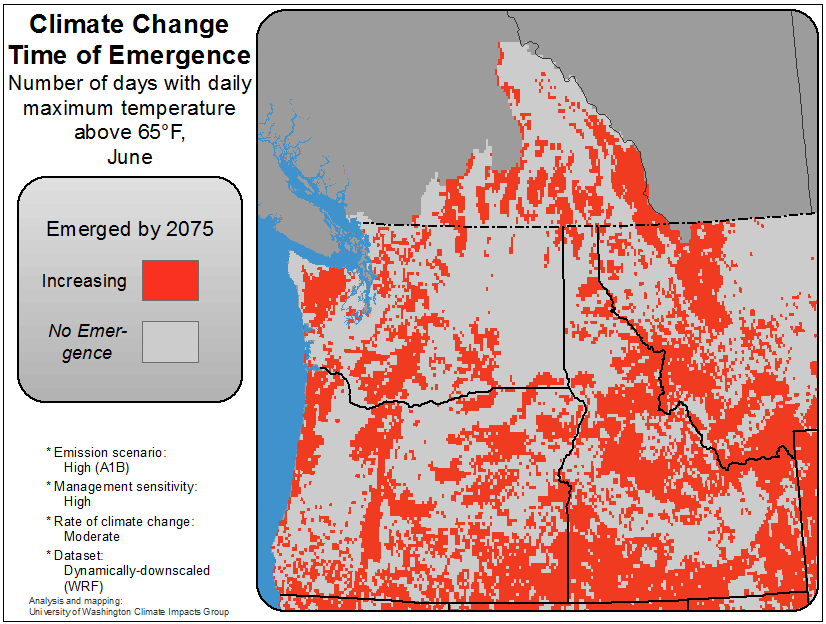 Climate Change
Time of Emergence
Number of days with daily
maximum temperature
above 65°F,
June
Emerged by 2075
Increasing
No Emer-
gence
* Emission scenario:
High (A1B)
* Management sensitivity:
High
* Rate of climate change:
Moderate
* Dataset:
Dynamically-downscaled
(WRF)
Analysis and mapping:
University of Washington Climate Impacts Group